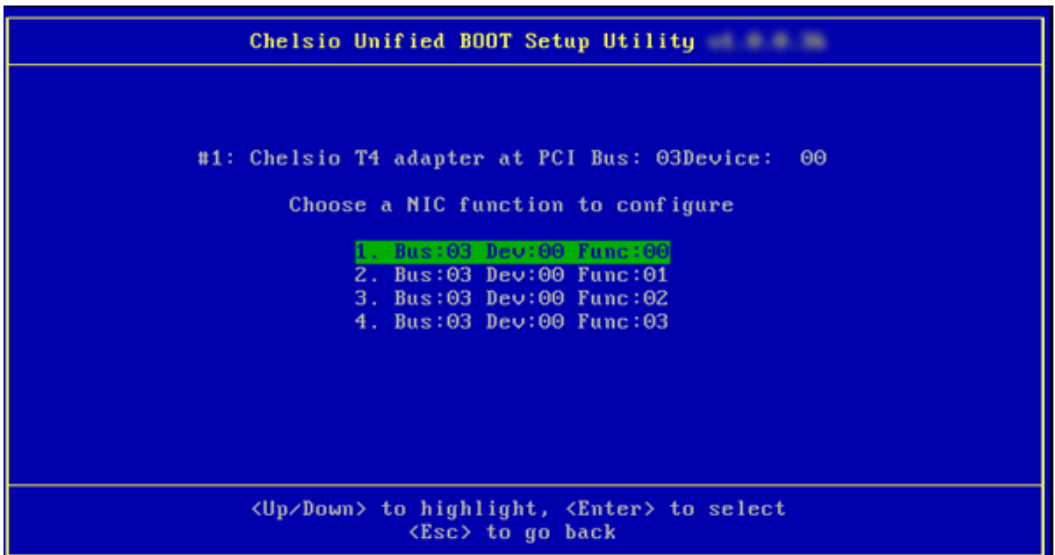 Chelsio Unified BOOT Setup Utility
#1: Chelsio T4 adapter at PCI Bus: 03Device:  00
Choose a NIC function to configure
1. Bus:03 Dev:00 Func:00
2. Bus:03 Dev:00 Func:01
3. Bus:03 Dev:00 Func:02
4. Bus:03 Dev:00 Func:03
<Up/Down> to highlight, <Enter> to select
<Esc> to go back